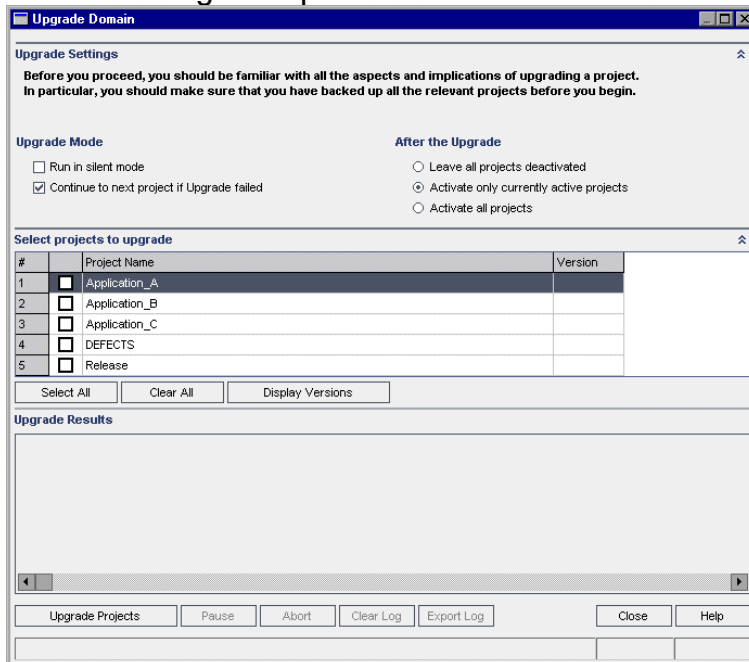 Upgrade Domain
Upgrade Settings
Before you proceed, you should be familiar with all the aspects and implications of upgrading a project.
In particular, you should make sure that you have backed up all the relevant projects before you begin.
Upgrade Mode
After the Upgrade
Run in silent mode
Leave all projects deactivated
Continue to next project if Upgrade failed
Activate only currently active projects
Activate all projects
Select projects to upgrade
# Project Name Version
1 Application_A
2 Application_B
3 Application_C
4 DEFECTS
5 Release
Select All Clear All Display Versions
Upgrade Results
Upgrade Projects Pause Abort Clear Log Export Log Close Help